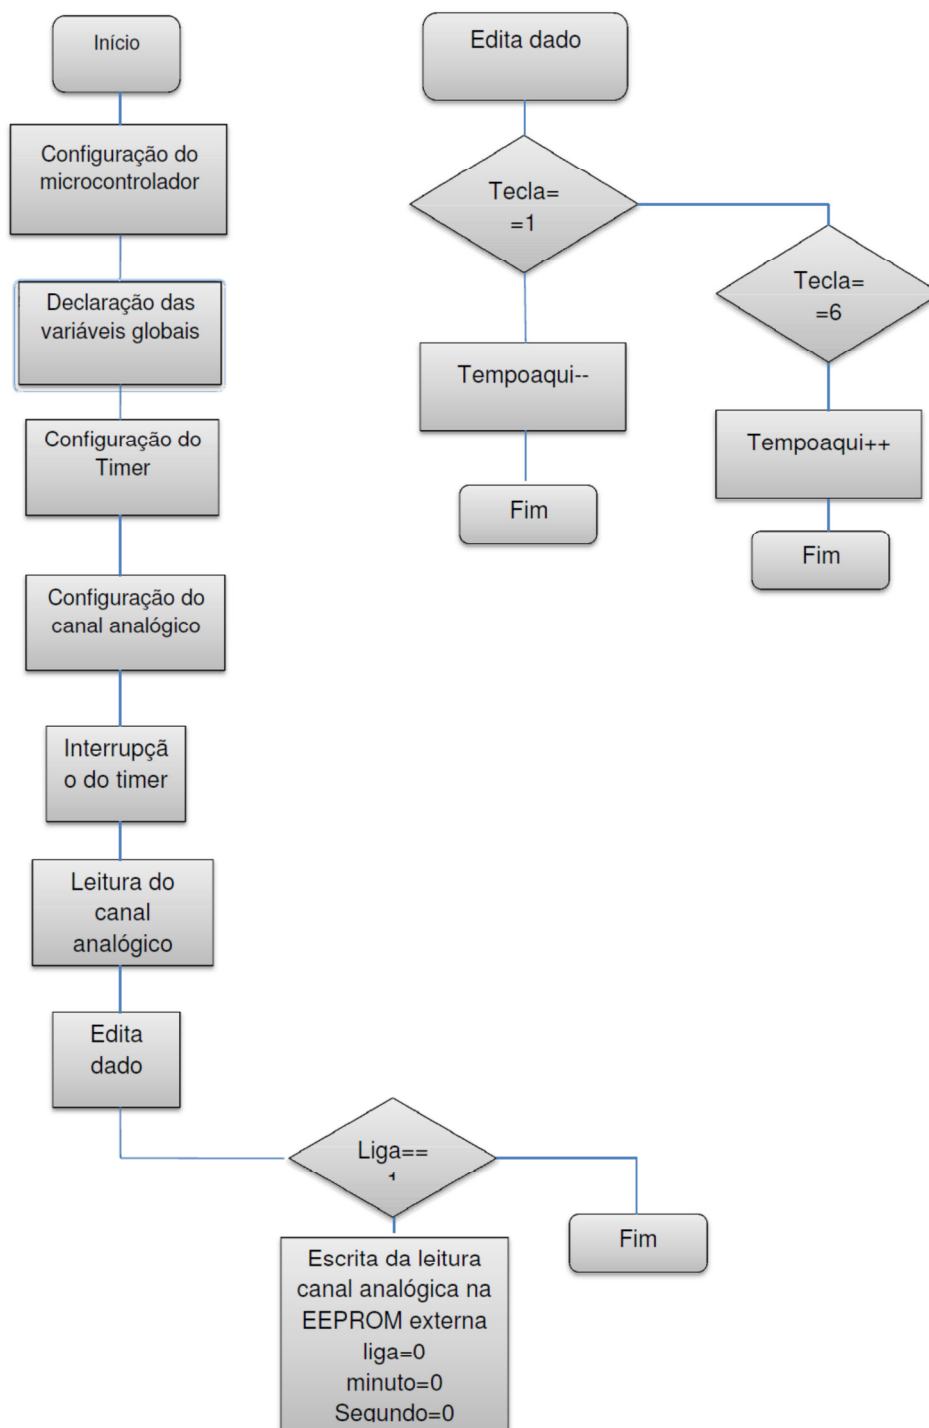 Início
Configuração do
microcontrolador
Declaração das
variáveis globais
Configuração do
Timer
Configuração do
canal analógico
Interrupçã
o do timer
Leitura do
canal
analógico
Edita
dado
Liga==
1
Escrita da leitura
canal analógica na
EEPROM externa
liga=0
minuto=0
Segundo=0
Fim
Edita dado
Tecla=
=1
Tempoaqui--
Fim
Tecla=
=6
Tempoaqui++
Fim